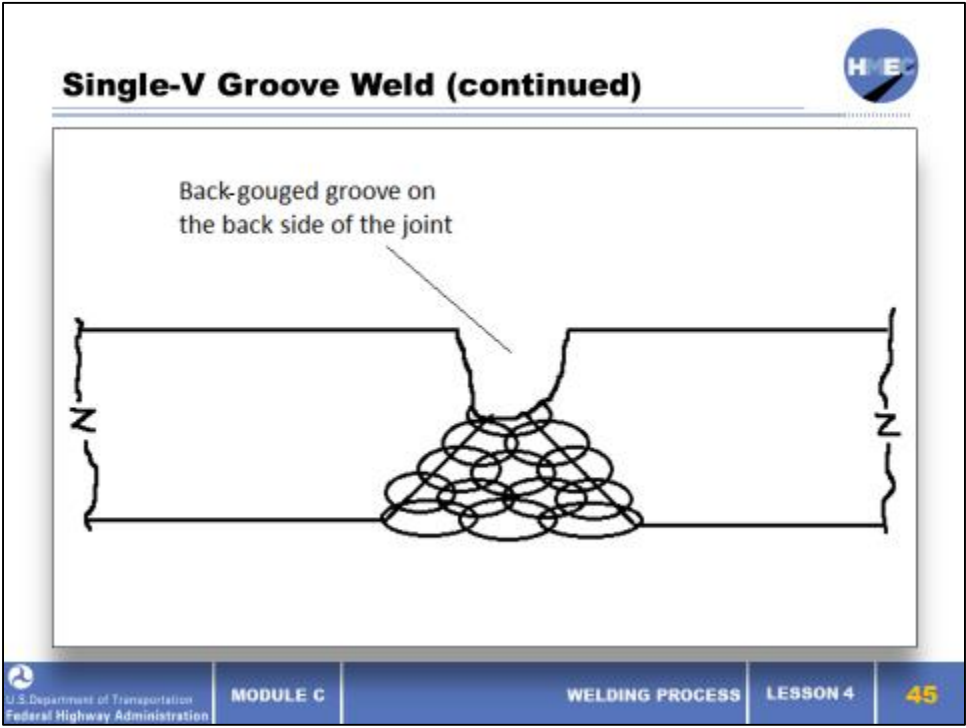 Single-V Groove Weld (continued)
HMEC
Back-gouged groove on
the back side of the joint
N
N
U.S.Department of Transportation
Federal Highway Administration
MODULE C
WELDING PROCESS
LESSON 4
45